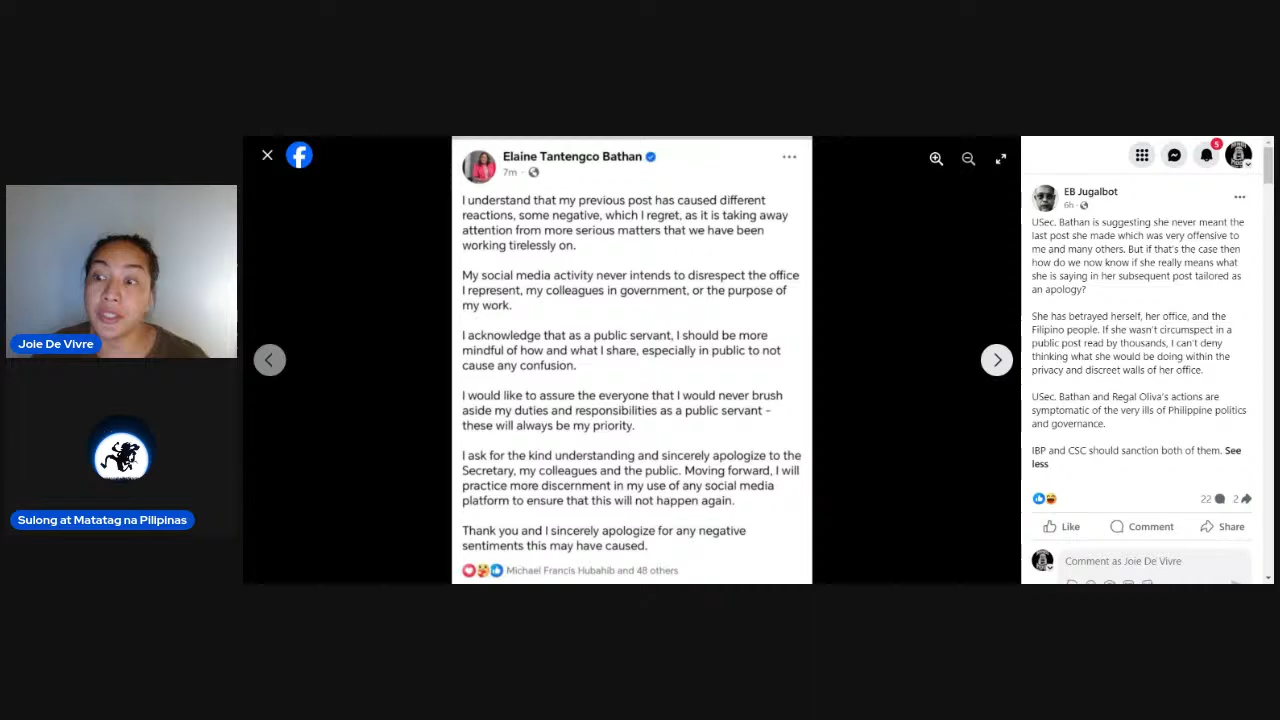 Joie De Vivre
Sulong at Matatag na Pilipinas
Elaine Tantengco Bathan
7m ·
I understand that my previous post has caused different
reactions, some negative, which I regret, as it is taking away
attention from more serious matters that we have been
working tirelessly on.
My social media activity never intends to disrespect the office
I represent, my colleagues in government, or the purpose of
my work.
I acknowledge that as a public servant, I should be more
mindful of how and what I share, especially in public to not
cause any confusion.
I would like to assure the everyone that I would never brush
aside my duties and responsibilities as a public servant -
these will always be my priority.
I ask for the kind understanding and sincerely apologize to the
Secretary, my colleagues and the public. Moving forward, I will
practice more discernment in my use of any social media
platform to ensure that this will not happen again.
Thank you and I sincerely apologize for any negative
sentiments this may have caused.
Michael Francis Hubahib and 48 others
5
EB Jugalbot
6h ·
USec. Bathan is suggesting she never meant the
last post she made which was very offensive to
me and many others. But if that's the case then
how do we now know if she really means what
she is saying in her subsequent post tailored as
an apology?
She has betrayed herself, her office, and the
Filipino people. If she wasn't circumspect in a
public post read by thousands, I can't deny
thinking what she would be doing within the
privacy and discreet walls of her office.
USec. Bathan and Regal Oliva's actions are
symptomatic of the very ills of Philippine politics
and governance.
IBP and CSC should sanction both of them. See
less
22 2
Like Comment Share
Comment as Joie De Vivre